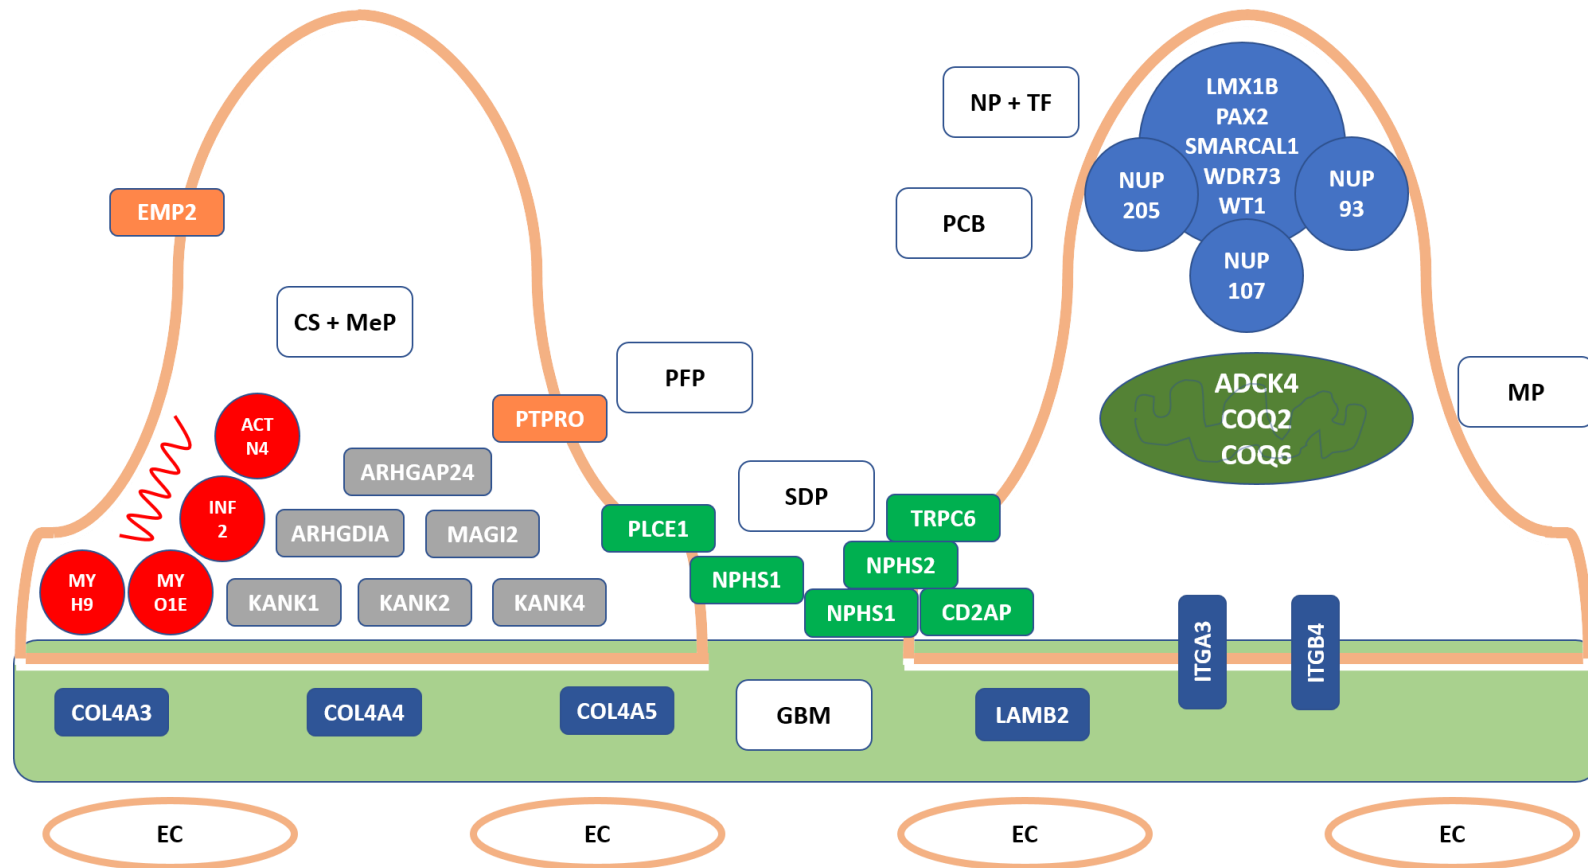 NP + TF
LMX1B
PAX2
SMARCAL1
WDR73
WT1
NUP
205
NUP
93
NUP
107
EMP2
PCB
CS + MeP
PFP
MP
ADCK4
COQ2
COQ6
PTPRO
ACT
N4
ARHGAP24
SDP
INF
2
ARHGDIA
MAGI2
PLCE1
TRPC6
NPHS2
NPHS1
MY
H9
MY
O1E
KANK1
KANK2
KANK4
NPHS1
CD2AP
ITGA3
ITGB4
COL4A3
COL4A4
COL4A5
GBM
LAMB2
EC
EC
EC
EC